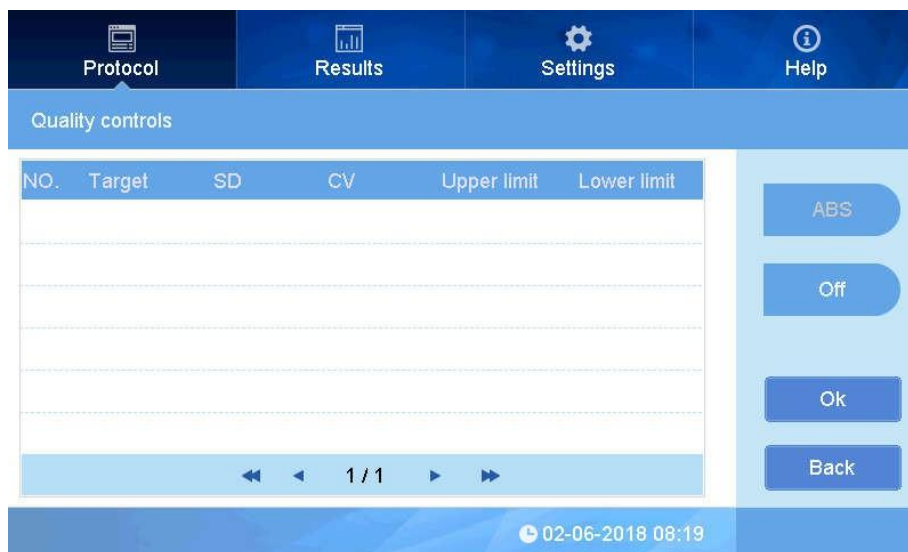 Protocol Results Settings Help
Quality controls
NO. Target SD CV Upper limit Lower limit
ABS
Off
Ok
1 / 1
Back
02-06-2018 08:19